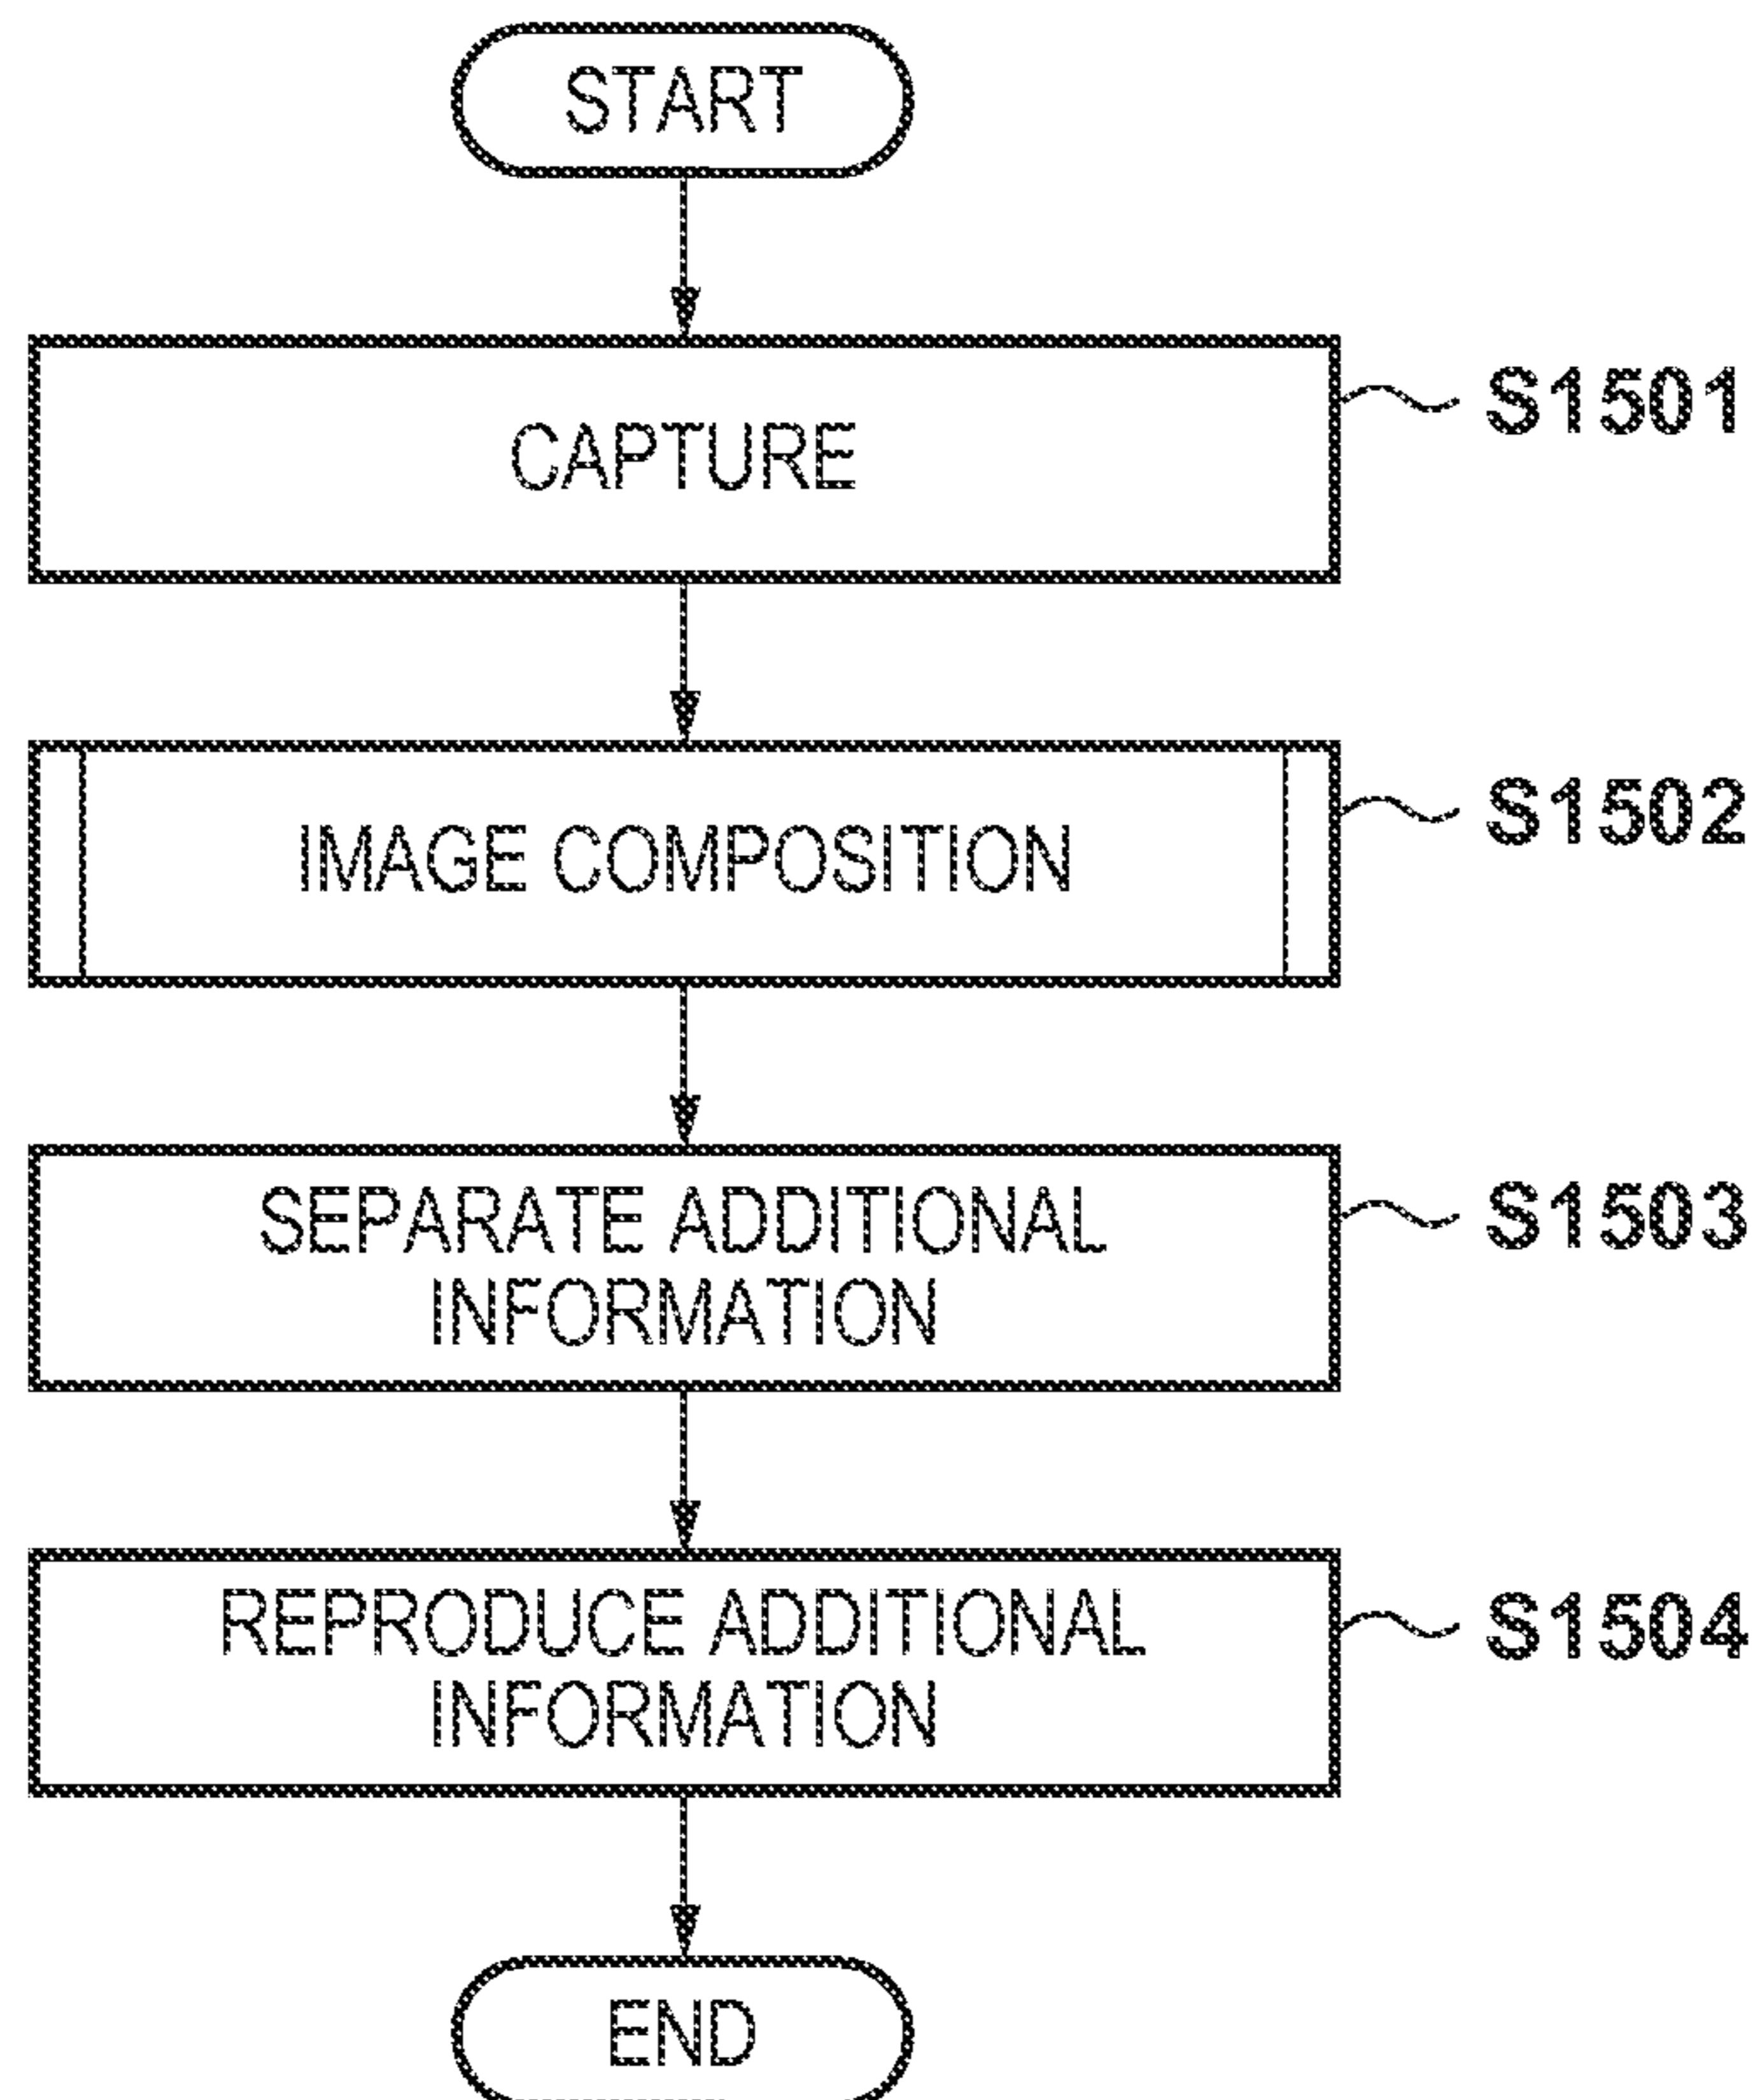 START
CAPTURE
S1501
IMAGE COMPOSITION
S1502
SEPARATE ADDITIONAL
INFORMATION
S1503
REPRODUCE ADDITIONAL
INFORMATION
S1504
END